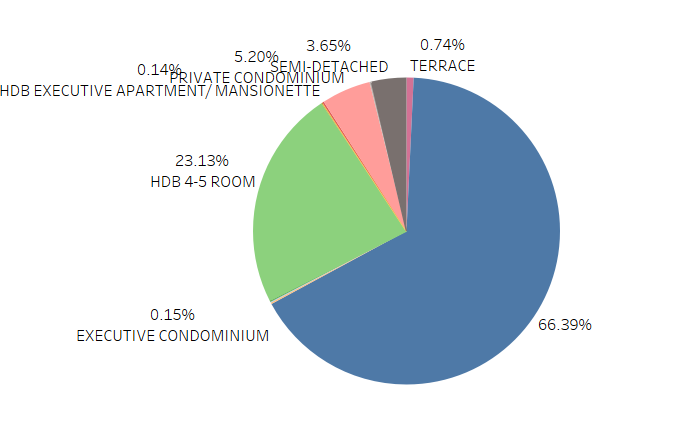 0.74%
TERRACE
3.65%
SEMI-DETACHED
5.20%
PRIVATE CONDOMINIUM
0.14%
HDB EXECUTIVE APARTMENT/ MANSIONETTE
23.13%
HDB 4-5 ROOM
0.15%
EXECUTIVE CONDOMINIUM
66.39%